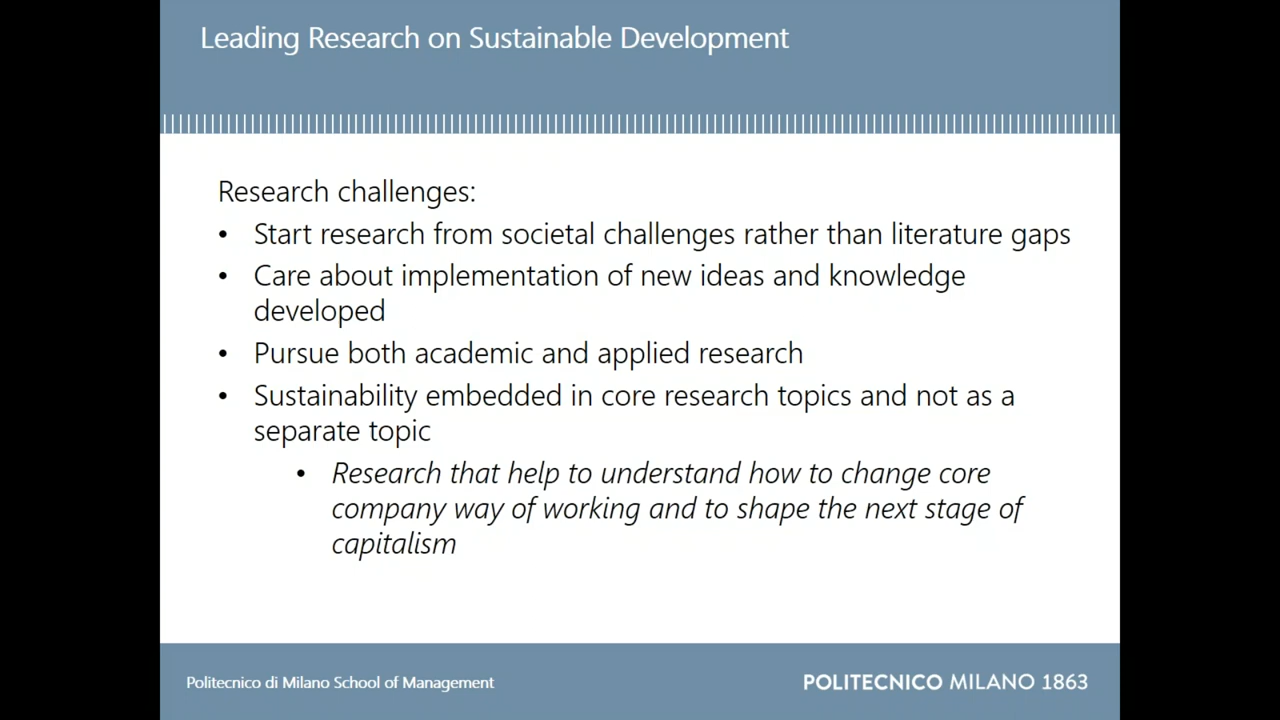 Leading Research on Sustainable Development
Research challenges:
• Start research from societal challenges rather than literature gaps
• Care about implementation of new ideas and knowledge
developed
• Pursue both academic and applied research
• Sustainability embedded in core research topics and not as a
separate topic
• Research that help to understand how to change core
company way of working and to shape the next stage of
capitalism
Politecnico di Milano School of Management
POLITECNICO MILANO 1863